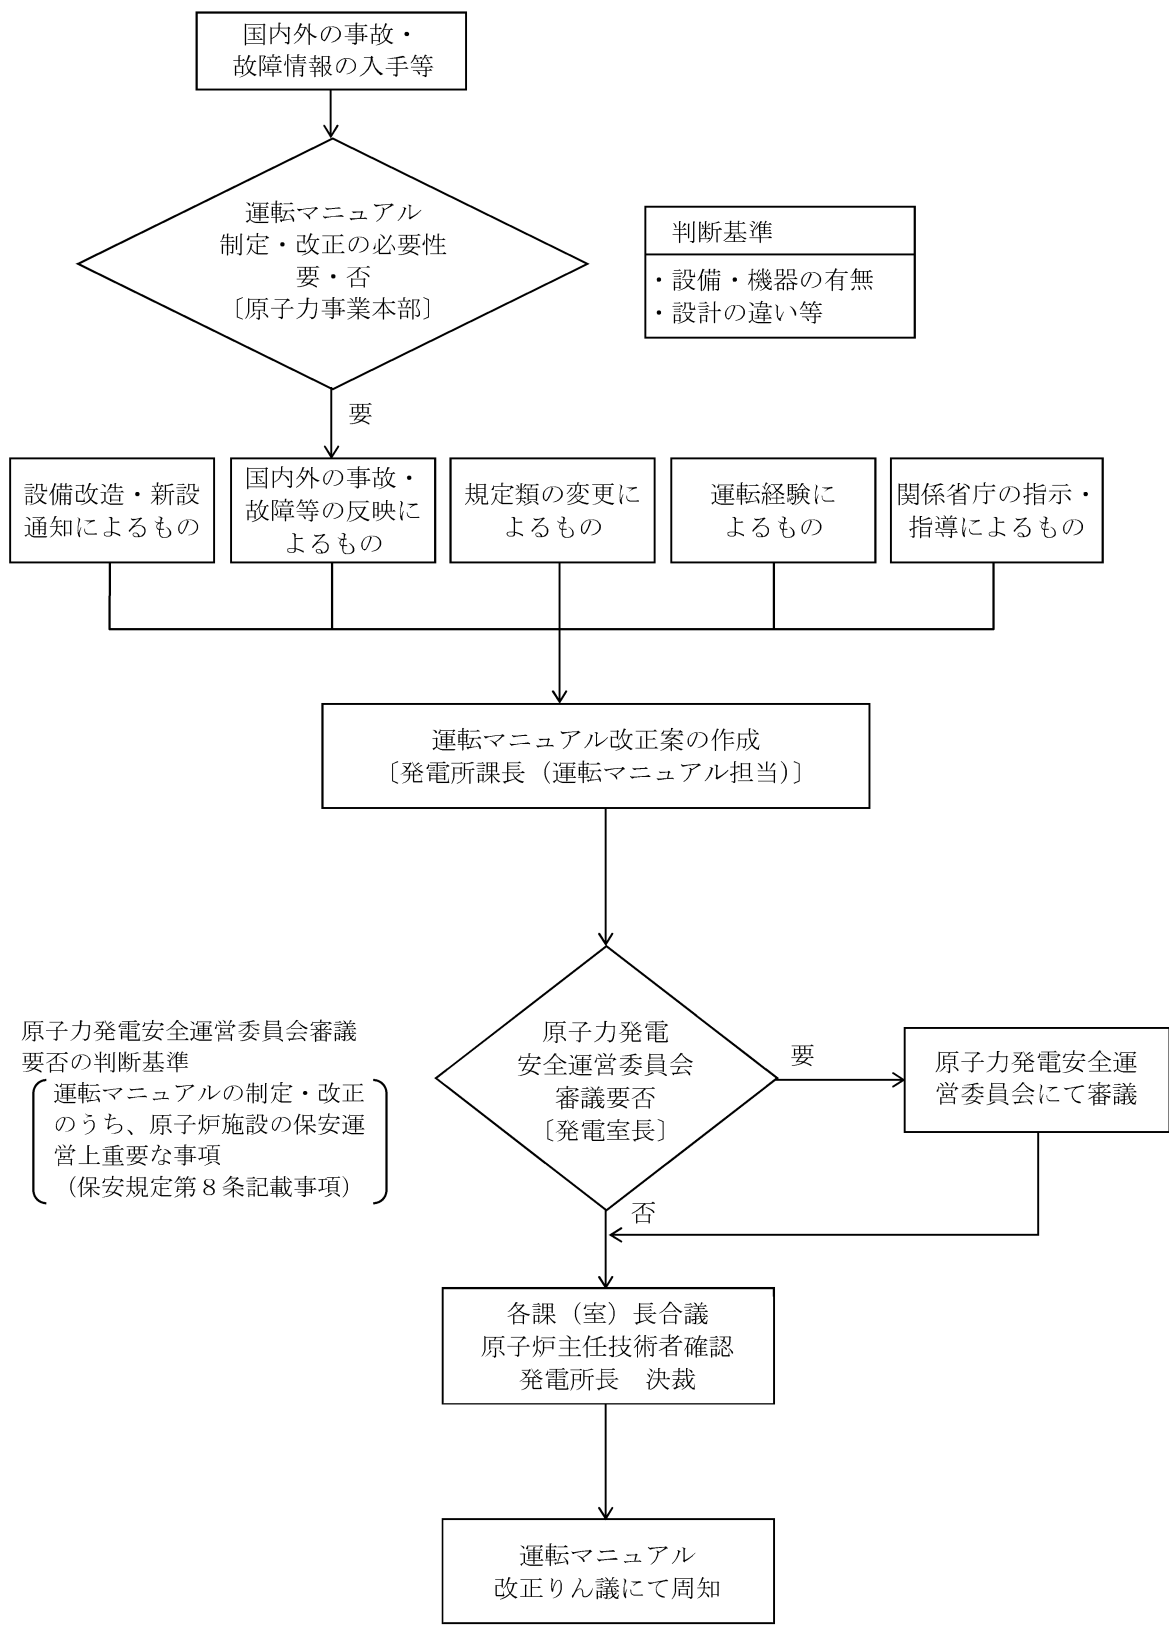 国内外の事故・
故障情報の入手等
運転マニュアル
制定・改正の必要性
要・否
〔原子力事業本部〕
判断基準
・設備・機器の有無
・設計の違い等
要
設備改造・新設
通知によるもの
国内外の事故・
故障等の反映に
よるもの
規定類の変更に
よるもの
運転経験に
よるもの
関係省庁の指示・
指導によるもの
運転マニュアル改正案の作成
〔発電所課長（運転マニュアル担当）〕
原子力発電安全運営委員会審議
要否の判断基準
運転マニュアルの制定・改正
のうち、原子炉施設の保安運
営上重要な事項
（保安規定第８条記載事項）
原子力発電
安全運営委員会
審議要否
〔発電室長〕
要
原子力発電安全運
営委員会にて審議
否
各課（室）長合議
原子炉主任技術者確認
発電所長　決裁
運転マニュアル
改正りん議にて周知